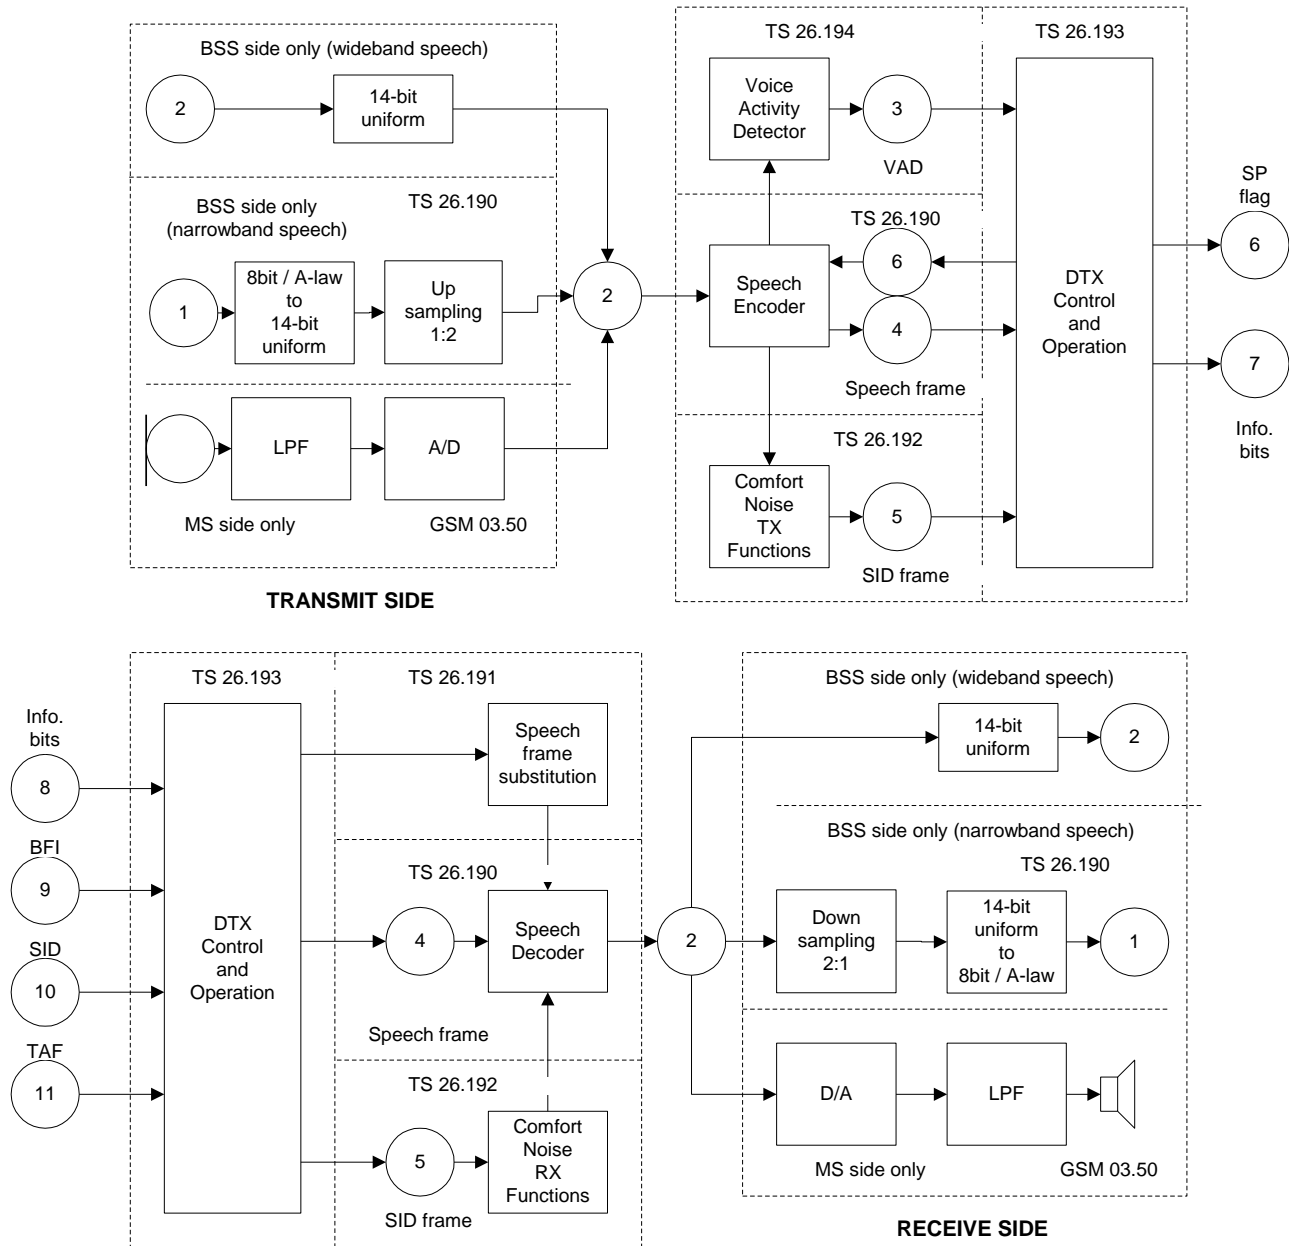 BSS side only (wideband speech)
2
14-bit
uniform
TS 26.190
BSS side only
(narrowband speech)
1
8bit / A-law
to
14-bit
uniform
Up
sampling
1:2
LPF
A/D
MS side only
GSM 03.50
2
TRANSMIT SIDE
TS 26.194
TS 26.193
Voice
Activity
Detector
3
VAD
TS 26.190
Speech
Encoder
6
4
Speech frame
TS 26.192
Comfort
Noise
TX
Functions
5
SID frame
DTX
Control
and
Operation
SP
flag
6
7
Info.
bits
TS 26.193
TS 26.191
Info.
bits
8
BFI
9
SID
10
TAF
11
DTX
Control
and
Operation
Speech
frame
substitution
TS 26.190
4
Speech
Decoder
Speech frame
TS 26.192
5
Comfort
Noise
RX
Functions
SID frame
2
BSS side only (wideband speech)
14-bit
uniform
2
BSS side only (narrowband speech)
TS 26.190
Down
sampling
2:1
14-bit
uniform
to
8bit / A-law
1
D/A
LPF
MS side only
GSM 03.50
RECEIVE SIDE